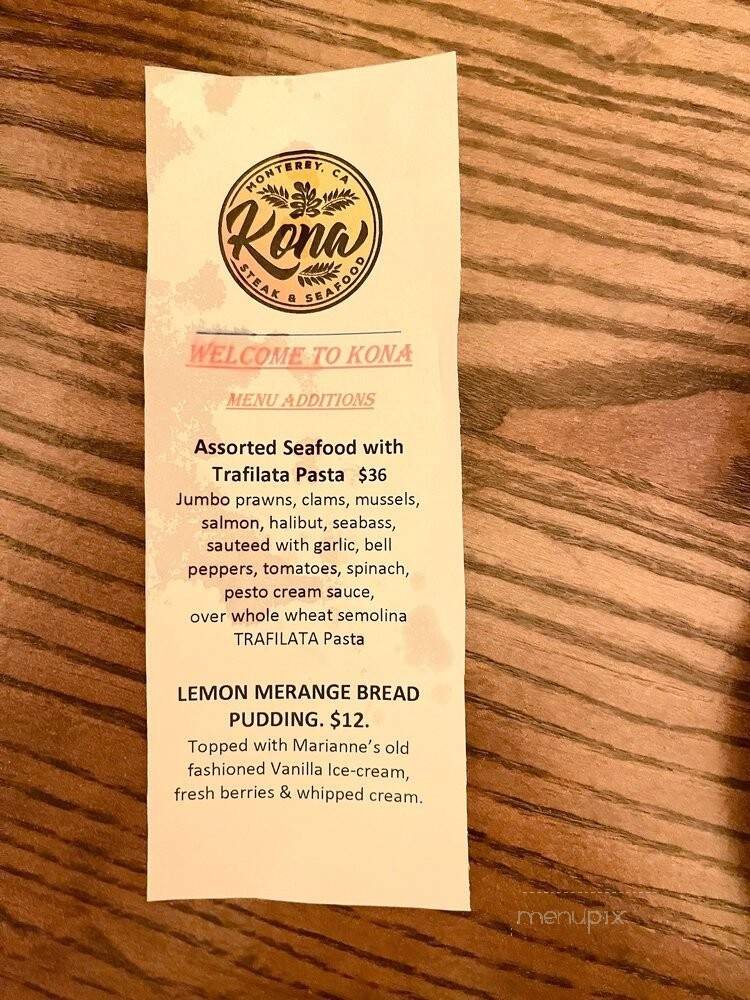 MONTEREY, CA
Kona
STEAK & SEAFOOD
WELCOME TO KONA
MENU ADDITIONS
Assorted Seafood with
Trafilata Pasta $36
Jumbo prawns, clams, mussels,
salmon, halibut, seabass,
sauteed with garlic, bell
peppers, tomatoes, spinach,
pesto cream sauce,
over whole wheat semolina
TRAFILATA Pasta
LEMON MERANGE BREAD
PUDDING. $12.
Topped with Marianne's old
fashioned Vanilla Ice-cream,
fresh berries & whipped cream.
menupix